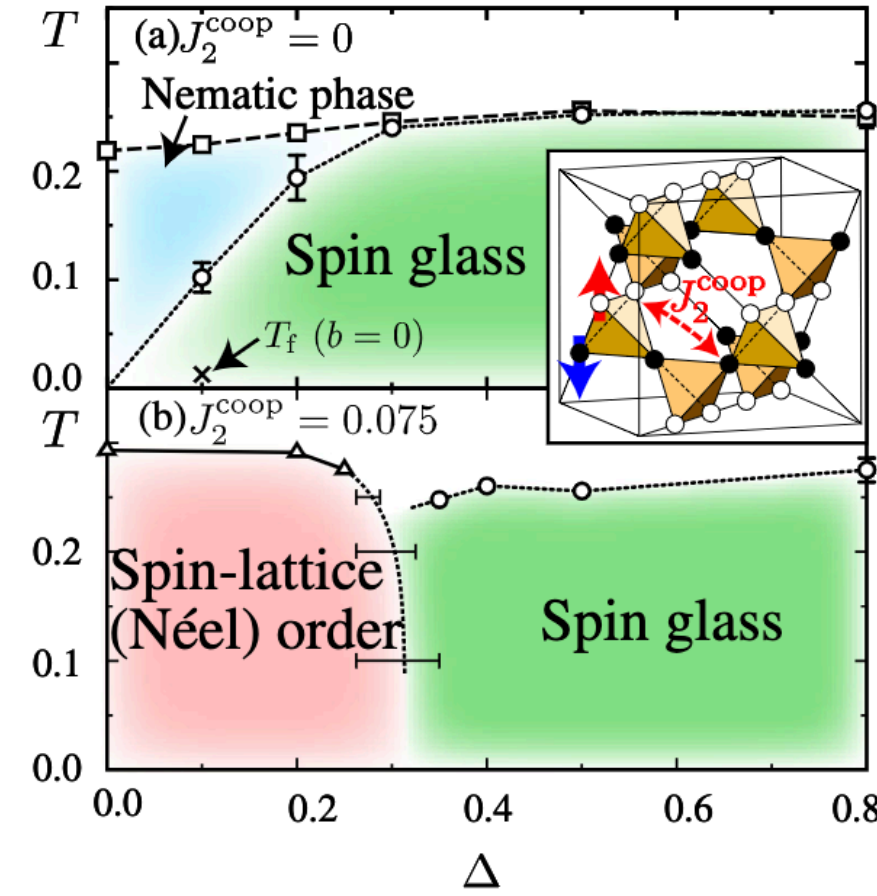 T
(a) J₂ᶜᵒᵒᵖ = 0
Nematic phase
0.2
Spin glass
J₂ᶜᵒᵒᵖ
0.1
T_f (b = 0)
0.0
T
(b) J₂ᶜᵒᵒᵖ = 0.075
0.2
Spin-lattice
(Néel) order
Spin glass
0.1
0.0
0.0 0.2 0.4 0.6 0.8
Δ